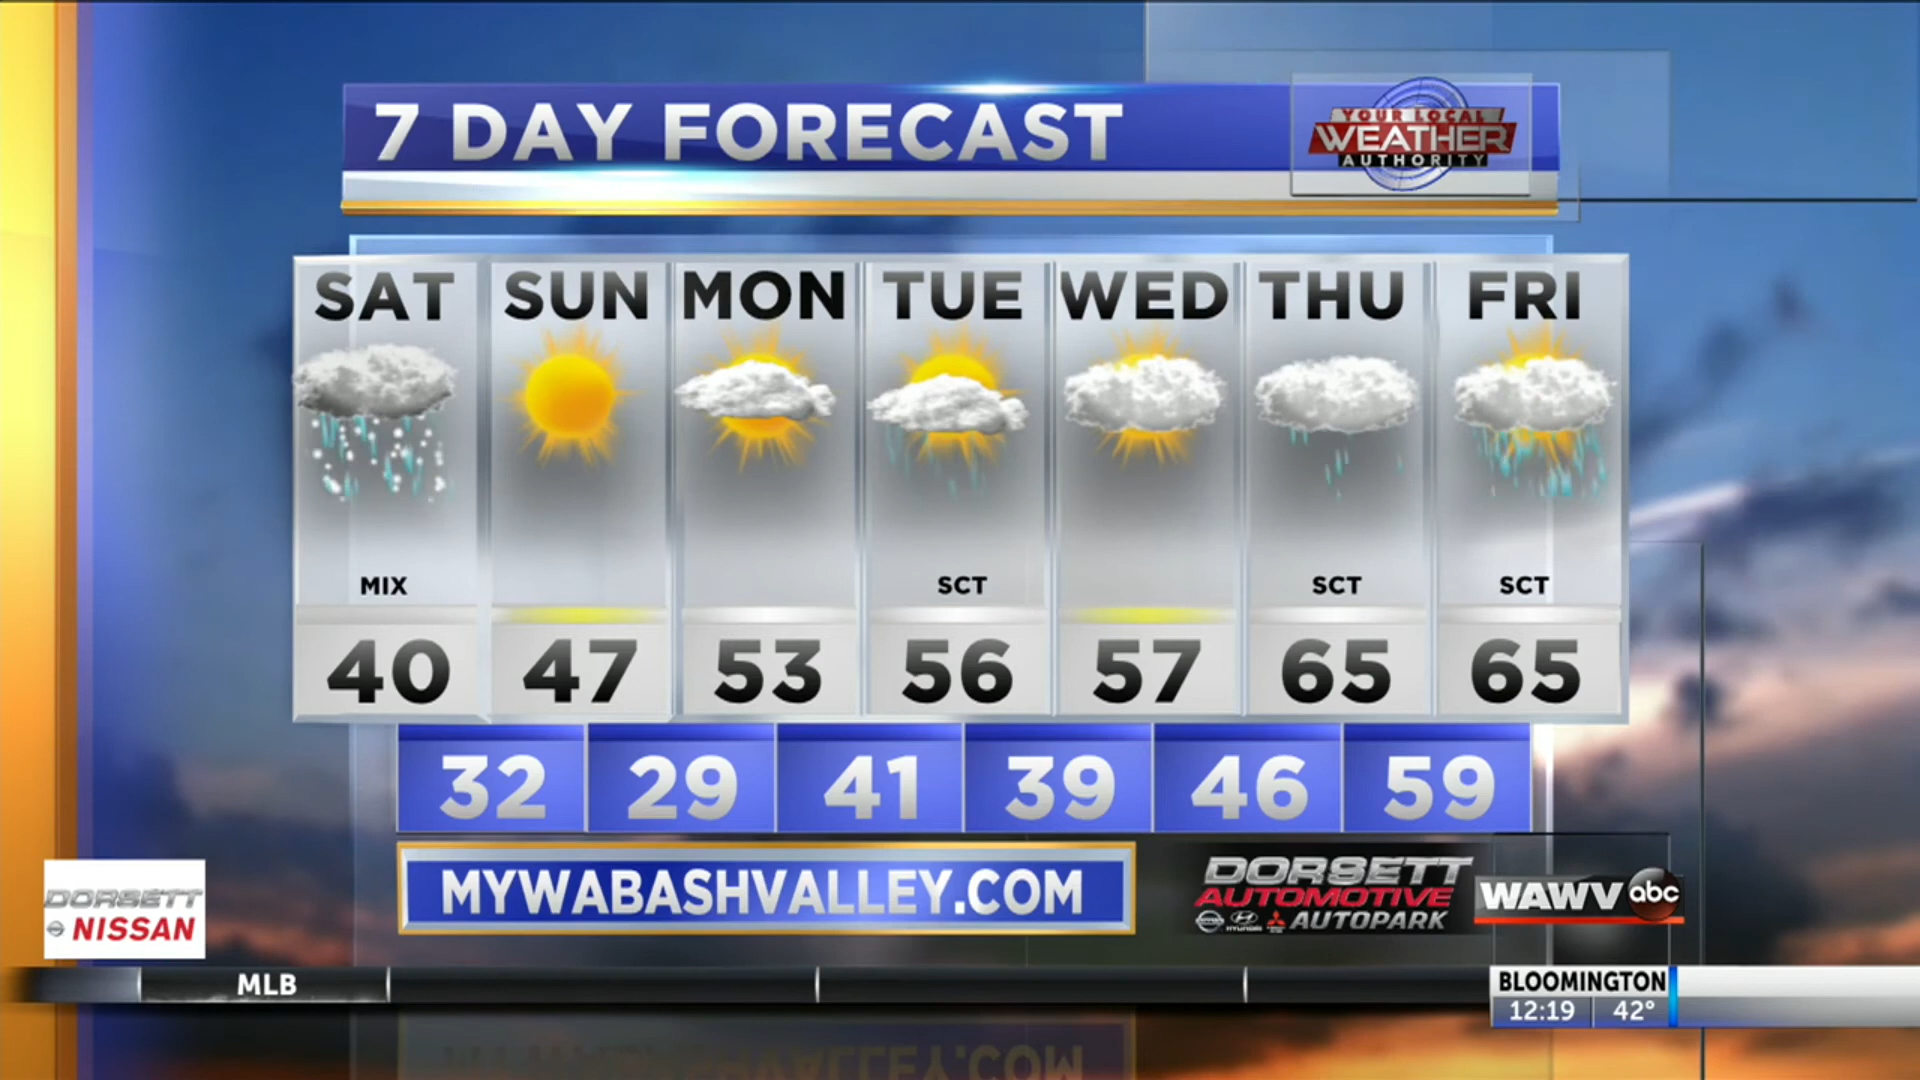 7 DAY FORECAST
YOUR LOCAL
WEATHER
AUTHORITY
SAT SUN MON TUE WED THU FRI
MIX SCT SCT SCT
40 47 53 56 57 65 65
32 29 41 39 46 59
MYWABASHVALLEY.COM
DORSETT
AUTOMOTIVE
HYUNDAI
AUTOPARK
WAWV abc
DORSETT
NISSAN
MLB
BLOOMINGTON
12:19 42°